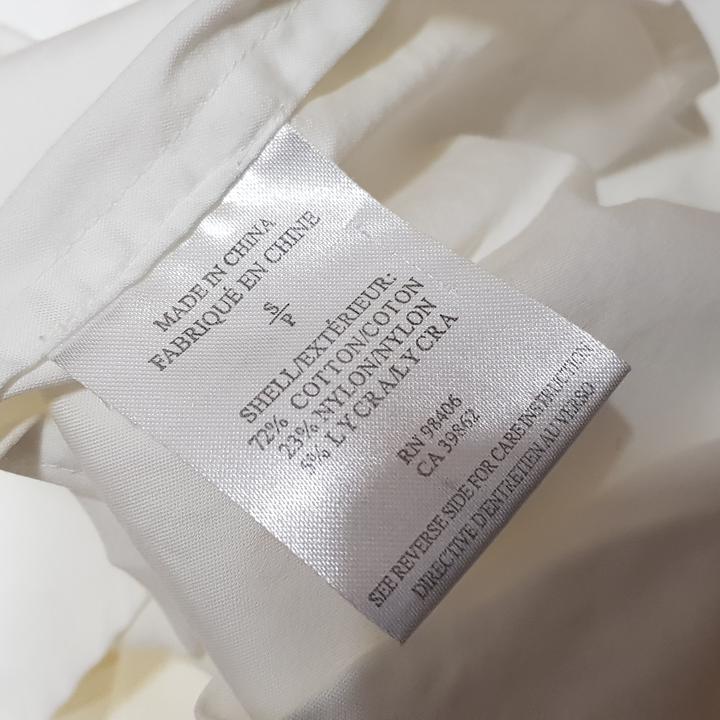 MADE IN CHINA
FABRIQUÉ EN CHINE
S/P
SHELL/EXTÉRIEUR:
72% COTTON/COTON
23% NYLON/NYLON
5% LYCRA/LYCRA
RN 98406
CA 39862
SEE REVERSE SIDE FOR CARE INSTRUCTION
DIRECTIVE D'ENTRETIEN AU VERSO